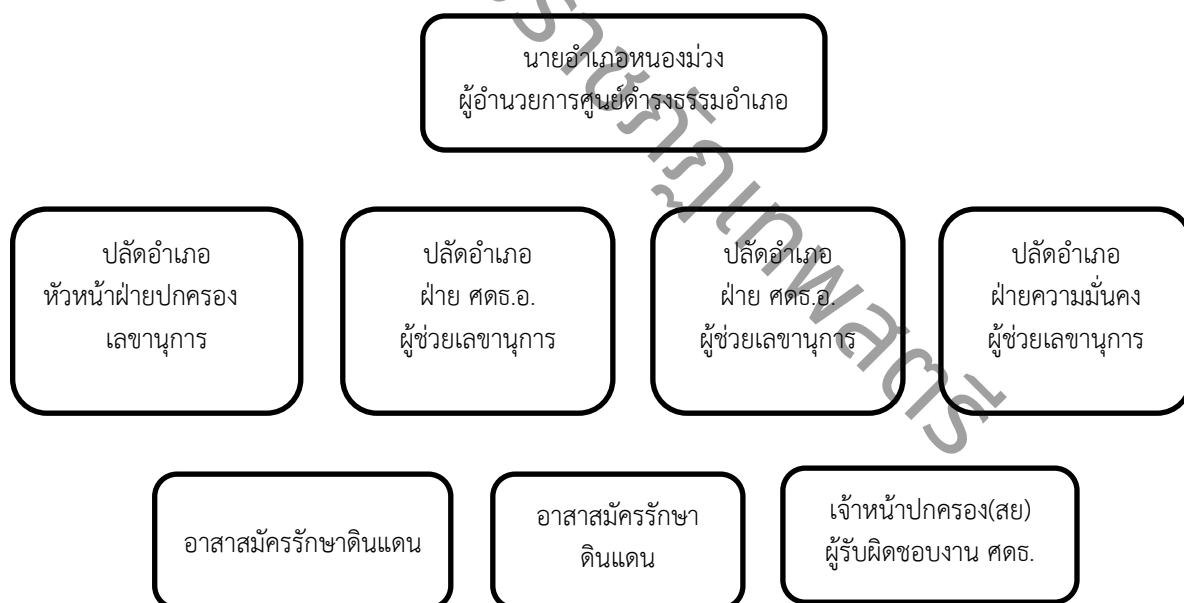 นายอำเภอหนองม่วง
ผู้อำนวยการศูนย์ดำรงธรรมอำเภอ
ปลัดอำเภอ
หัวหน้าฝ่ายปกครอง
เลขานุการ
ปลัดอำเภอ
ฝ่าย ศดธ.อ.
ผู้ช่วยเลขานุการ
ปลัดอำเภอ
ฝ่าย ศดธ.อ.
ผู้ช่วยเลขานุการ
ปลัดอำเภอ
ฝ่ายความมั่นคง
ผู้ช่วยเลขานุการ
อาสาสมัครรักษาดินแดน
อาสาสมัครรักษา
ดินแดน
เจ้าหน้าปกครอง(สย)
ผู้รับผิดชอบงาน ศดธ.
ราชภัฏเทพสตรี